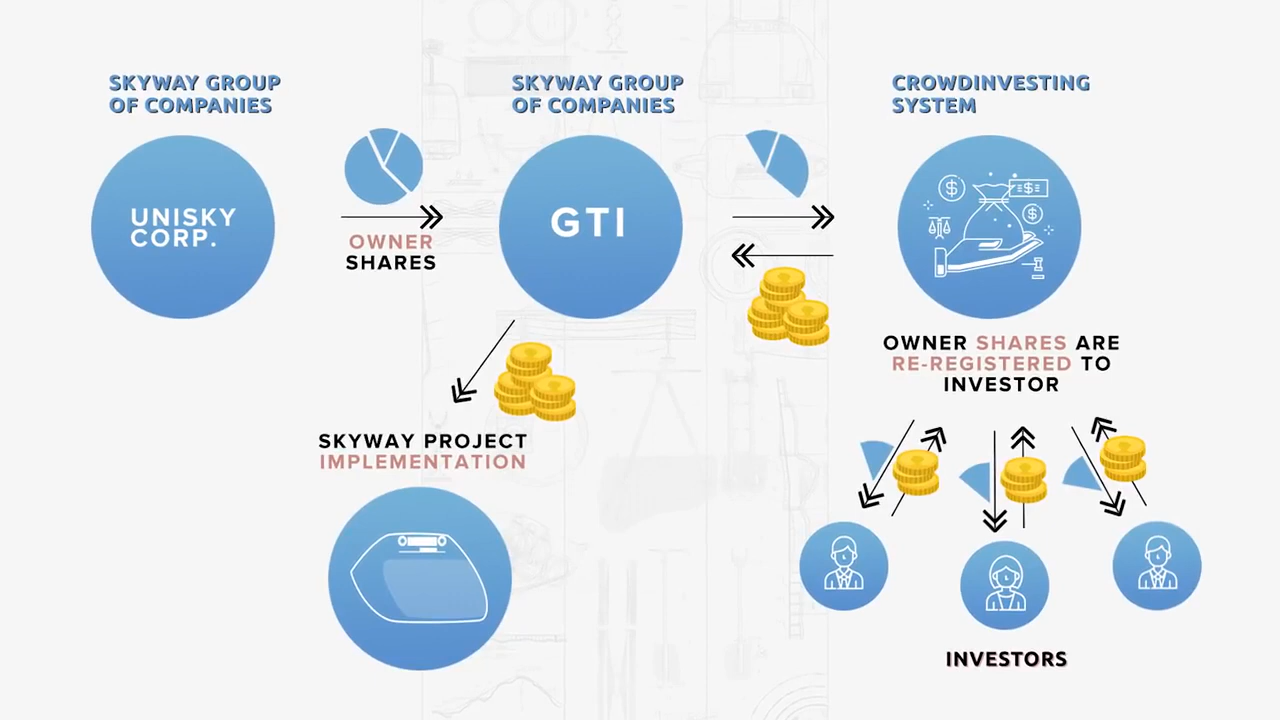 SKYWAY GROUP
OF COMPANIES
SKYWAY GROUP
OF COMPANIES
CROWDINVESTING
SYSTEM
UNISKY
CORP.
OWNER
SHARES
GTI
OWNER SHARES ARE
RE-REGISTERED TO
INVESTOR
SKYWAY PROJECT
IMPLEMENTATION
INVESTORS